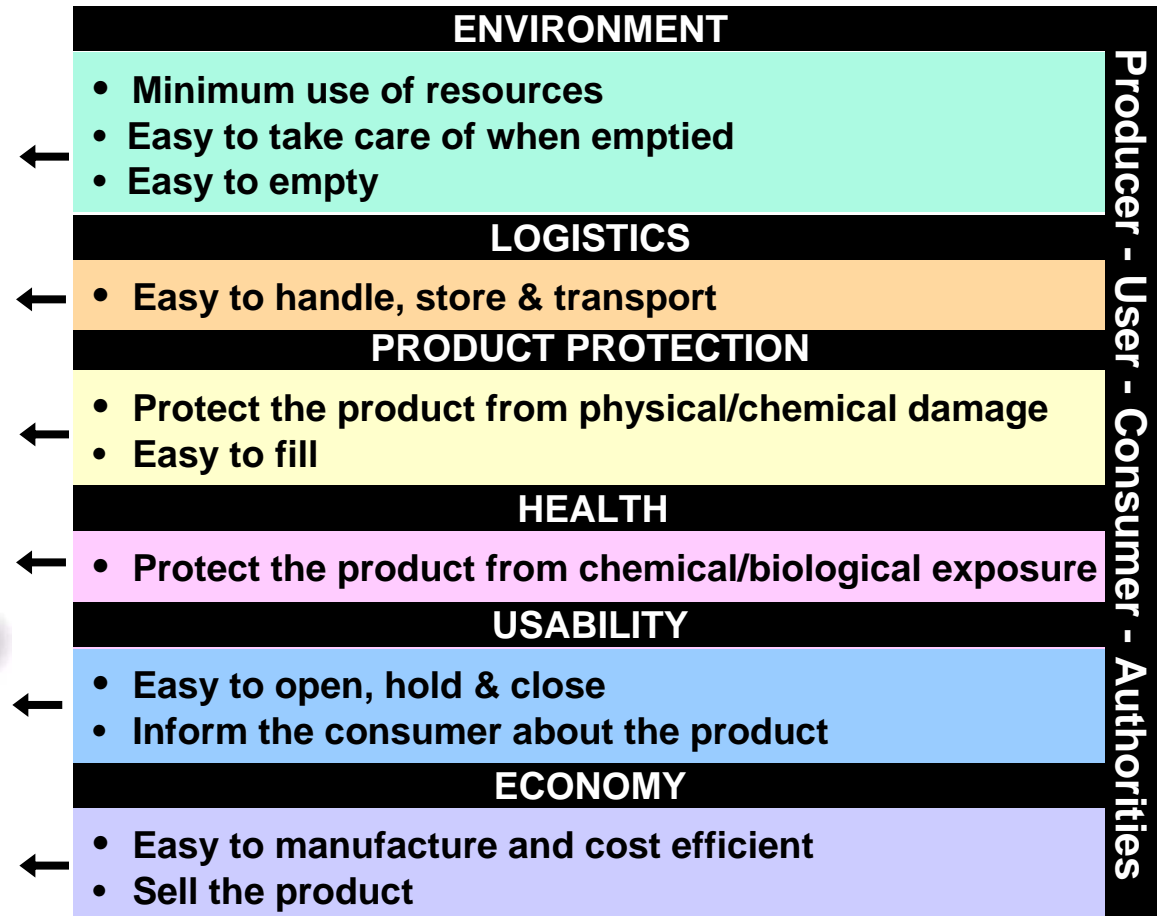 ENVIRONMENT
• Minimum use of resources
• Easy to take care of when emptied
• Easy to empty
LOGISTICS
• Easy to handle, store & transport
PRODUCT PROTECTION
• Protect the product from physical/chemical damage
• Easy to fill
HEALTH
• Protect the product from chemical/biological exposure
USABILITY
• Easy to open, hold & close
• Inform the consumer about the product
ECONOMY
• Easy to manufacture and cost efficient
• Sell the product
Producer - User - Consumer - Authorities